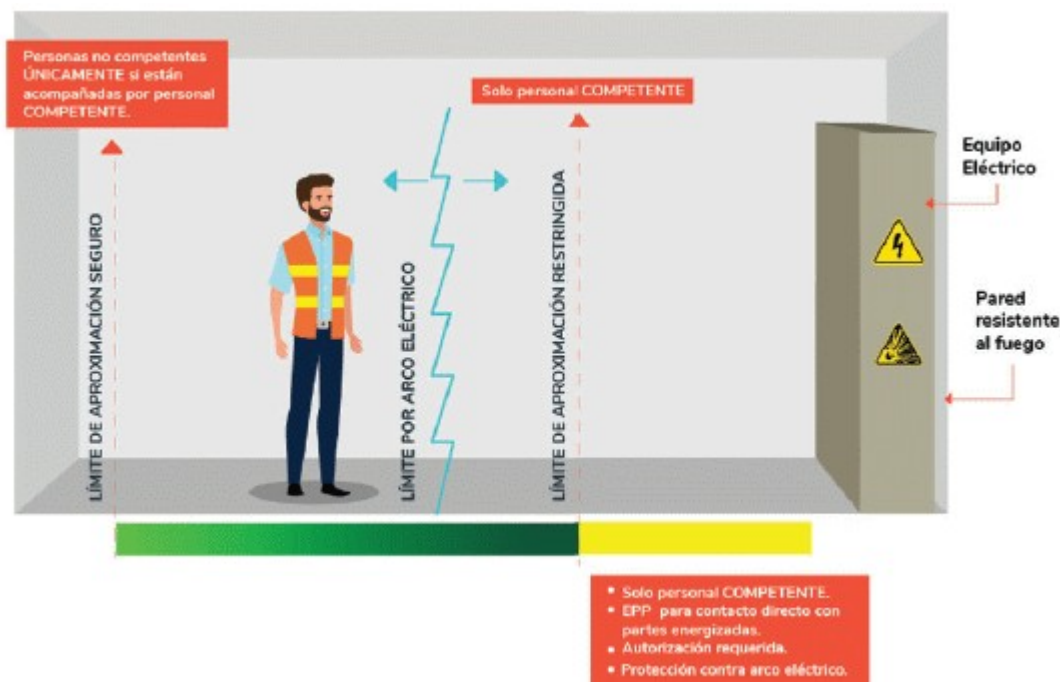 Personas no competentes
ÚNICAMENTE si están
acompañadas por personal
COMPETENTE.
Solo personal COMPETENTE
LÍMITE DE APROXIMACIÓN SEGURO
LÍMITE POR ARCO ELÉCTRICO
LÍMITE DE APROXIMACIÓN RESTRINGIDA
Equipo
Eléctrico
Pared
resistente
al fuego
• Solo personal COMPETENTE.
• EPP para contacto directo con
partes energizadas.
• Autorización requerida.
• Protección contra arco eléctrico.